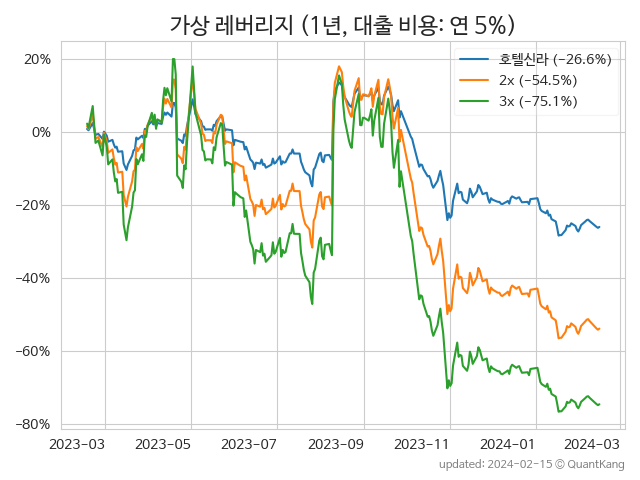 가상 레버리지 (1년, 대출 비용: 연 5%)
호텔신라 (−26.6%)
2x (−54.5%)
3x (−75.1%)
20%
0%
−20%
−40%
−60%
−80%
2023-03
2023-05
2023-07
2023-09
2023-11
2024-01
2024-03
updated: 2024-02-15 ⓒ QuantKang